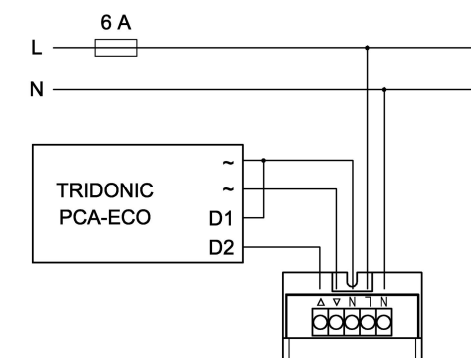 6 A
L
N
TRIDONIC
PCA-ECO
~
~
D1
D2
△ ▽ N L N